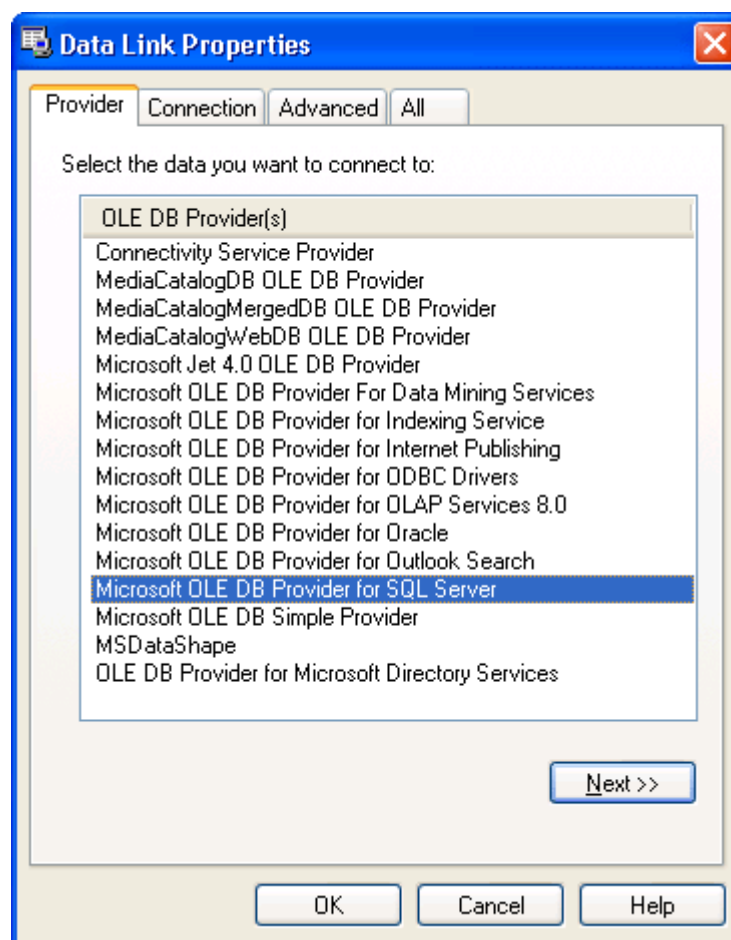 Data Link Properties
Provider Connection Advanced All
Select the data you want to connect to:
OLE DB Provider(s)
Connectivity Service Provider
MediaCatalogDB OLE DB Provider
MediaCatalogMergedDB OLE DB Provider
MediaCatalogWebDB OLE DB Provider
Microsoft Jet 4.0 OLE DB Provider
Microsoft OLE DB Provider For Data Mining Services
Microsoft OLE DB Provider for Indexing Service
Microsoft OLE DB Provider for Internet Publishing
Microsoft OLE DB Provider for ODBC Drivers
Microsoft OLE DB Provider for OLAP Services 8.0
Microsoft OLE DB Provider for Oracle
Microsoft OLE DB Provider for Outlook Search
Microsoft OLE DB Provider for SQL Server
Microsoft OLE DB Simple Provider
MSDataShape
OLE DB Provider for Microsoft Directory Services
Next >>
OK Cancel Help